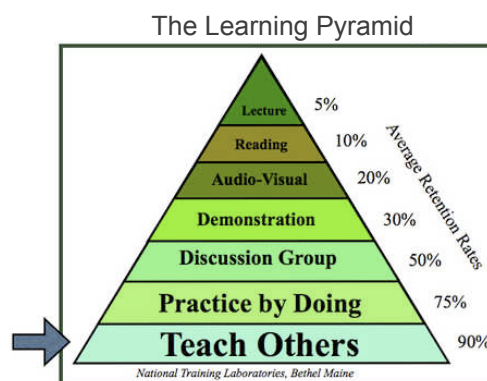 The Learning Pyramid
Lecture 5%
Reading 10%
Audio-Visual 20%
Demonstration 30%
Discussion Group 50%
Practice by Doing 75%
Teach Others 90%
Average Retention Rates
National Training Laboratories, Bethel Maine